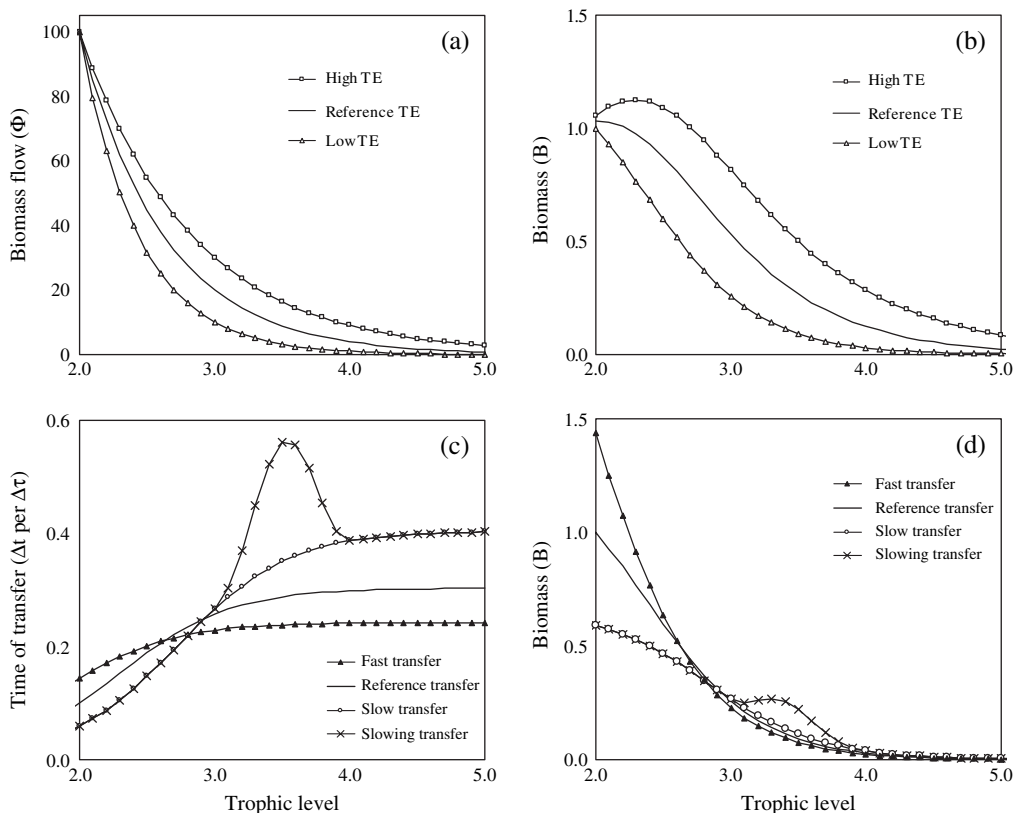 (a)
Biomass flow (Φ)
100
80
60
40
20
0
High TE
Reference TE
Low TE
2.0 3.0 4.0 5.0
(b)
Biomass (B)
1.5
1.0
0.5
0.0
High TE
Reference TE
Low TE
2.0 3.0 4.0 5.0
(c)
Time of transfer (Δt per Δτ)
0.6
0.4
0.2
0.0
Fast transfer
Reference transfer
Slow transfer
Slowing transfer
2.0 3.0 4.0 5.0
Trophic level
(d)
Biomass (B)
1.5
1.0
0.5
0.0
Fast transfer
Reference transfer
Slow transfer
Slowing transfer
2.0 3.0 4.0 5.0
Trophic level